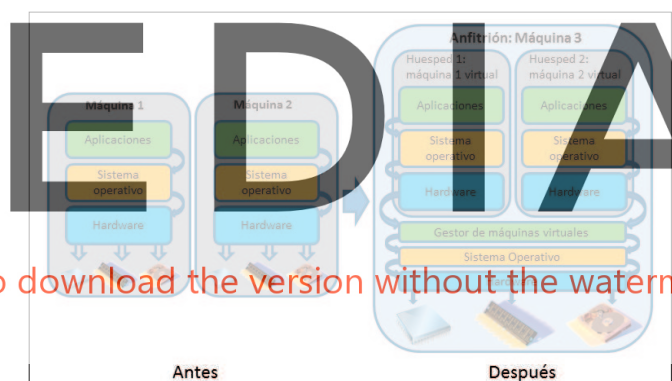 EDIA
Anfitrión: Máquina 3
Huesped 1:
máquina 1 virtual
Huesped 2:
máquina 2 virtual
Máquina 1
Máquina 2
Aplicaciones
Aplicaciones
Aplicaciones
Aplicaciones
Sistema
operativo
Sistema
operativo
Sistema
operativo
Sistema
operativo
Hardware
Hardware
Hardware
Hardware
Gestor de máquinas virtuales
Sistema Operativo
Hardware
o download the version without the waterm
Antes
Después